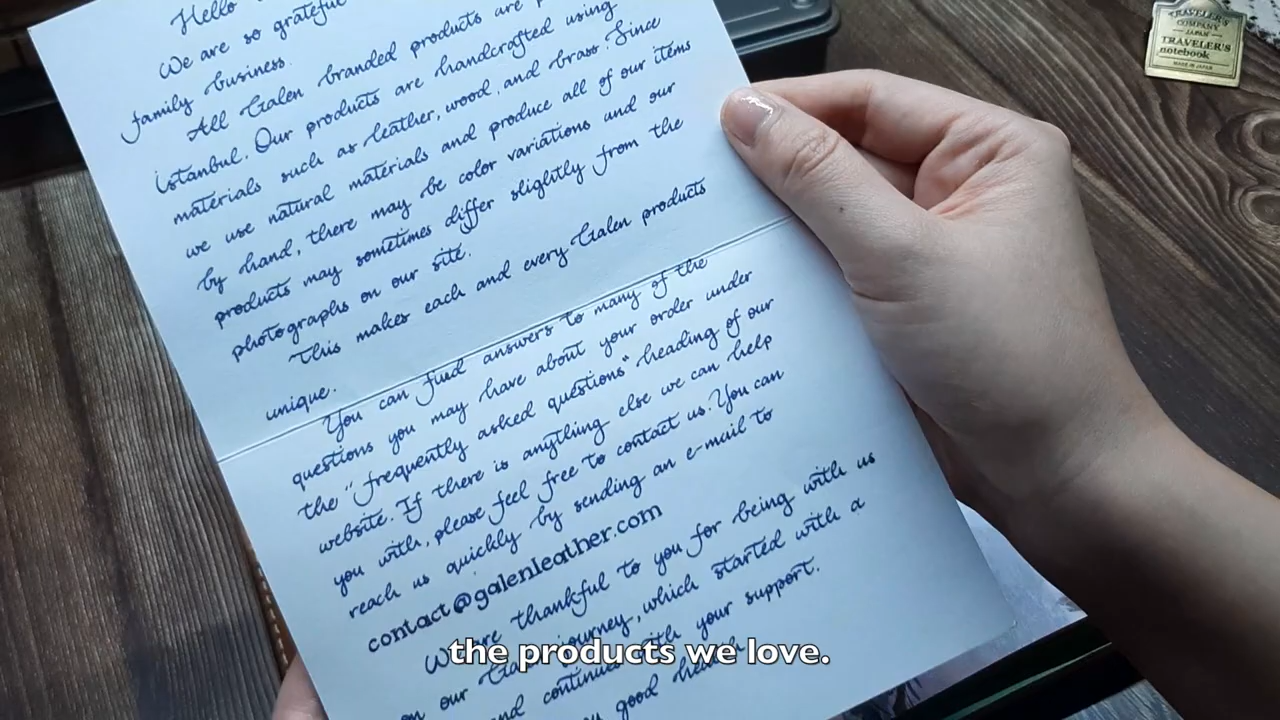 Hello
We are so grateful
family business.
All Galen branded products are
istanbul. Our products are handcrafted using
materials such as leather, wood, and brass. Since
we use natural materials and produce all of our items
by hand, there may be color variations and our
products may sometimes differ slightly from the
photographs on our site.
This makes each and every Galen products
unique.
You can find answers to many of the
questions you may have about your order under
the "frequently asked questions" heading of our
website. If there is anything else we can help
you with, please feel free to contact us. You can
reach us quickly by sending an e-mail to
contact@galenleather.com
We are thankful to you for being with us
on our journey, which started with a
and continues with your support.
good health
the products we love.
TRAVELER'S
COMPANY
JAPAN
TRAVELER'S
notebook
MADE IN JAPAN